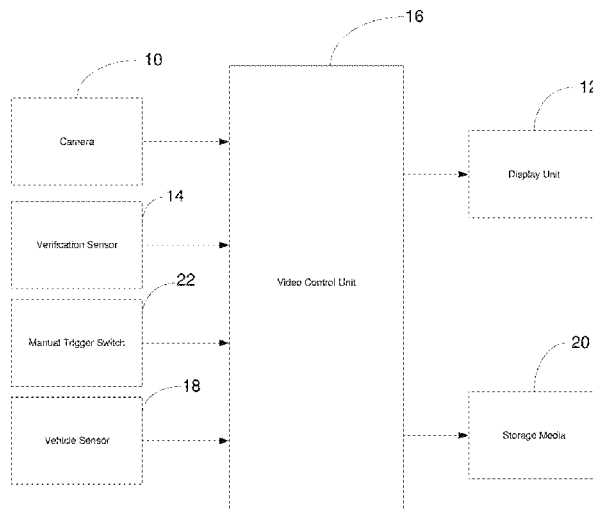 16
10
Camera
12
Display Unit
14
Verification Sensor
22
Manual Trigger Switch
Video Control Unit
18
Vehicle Sensor
20
Storage Media